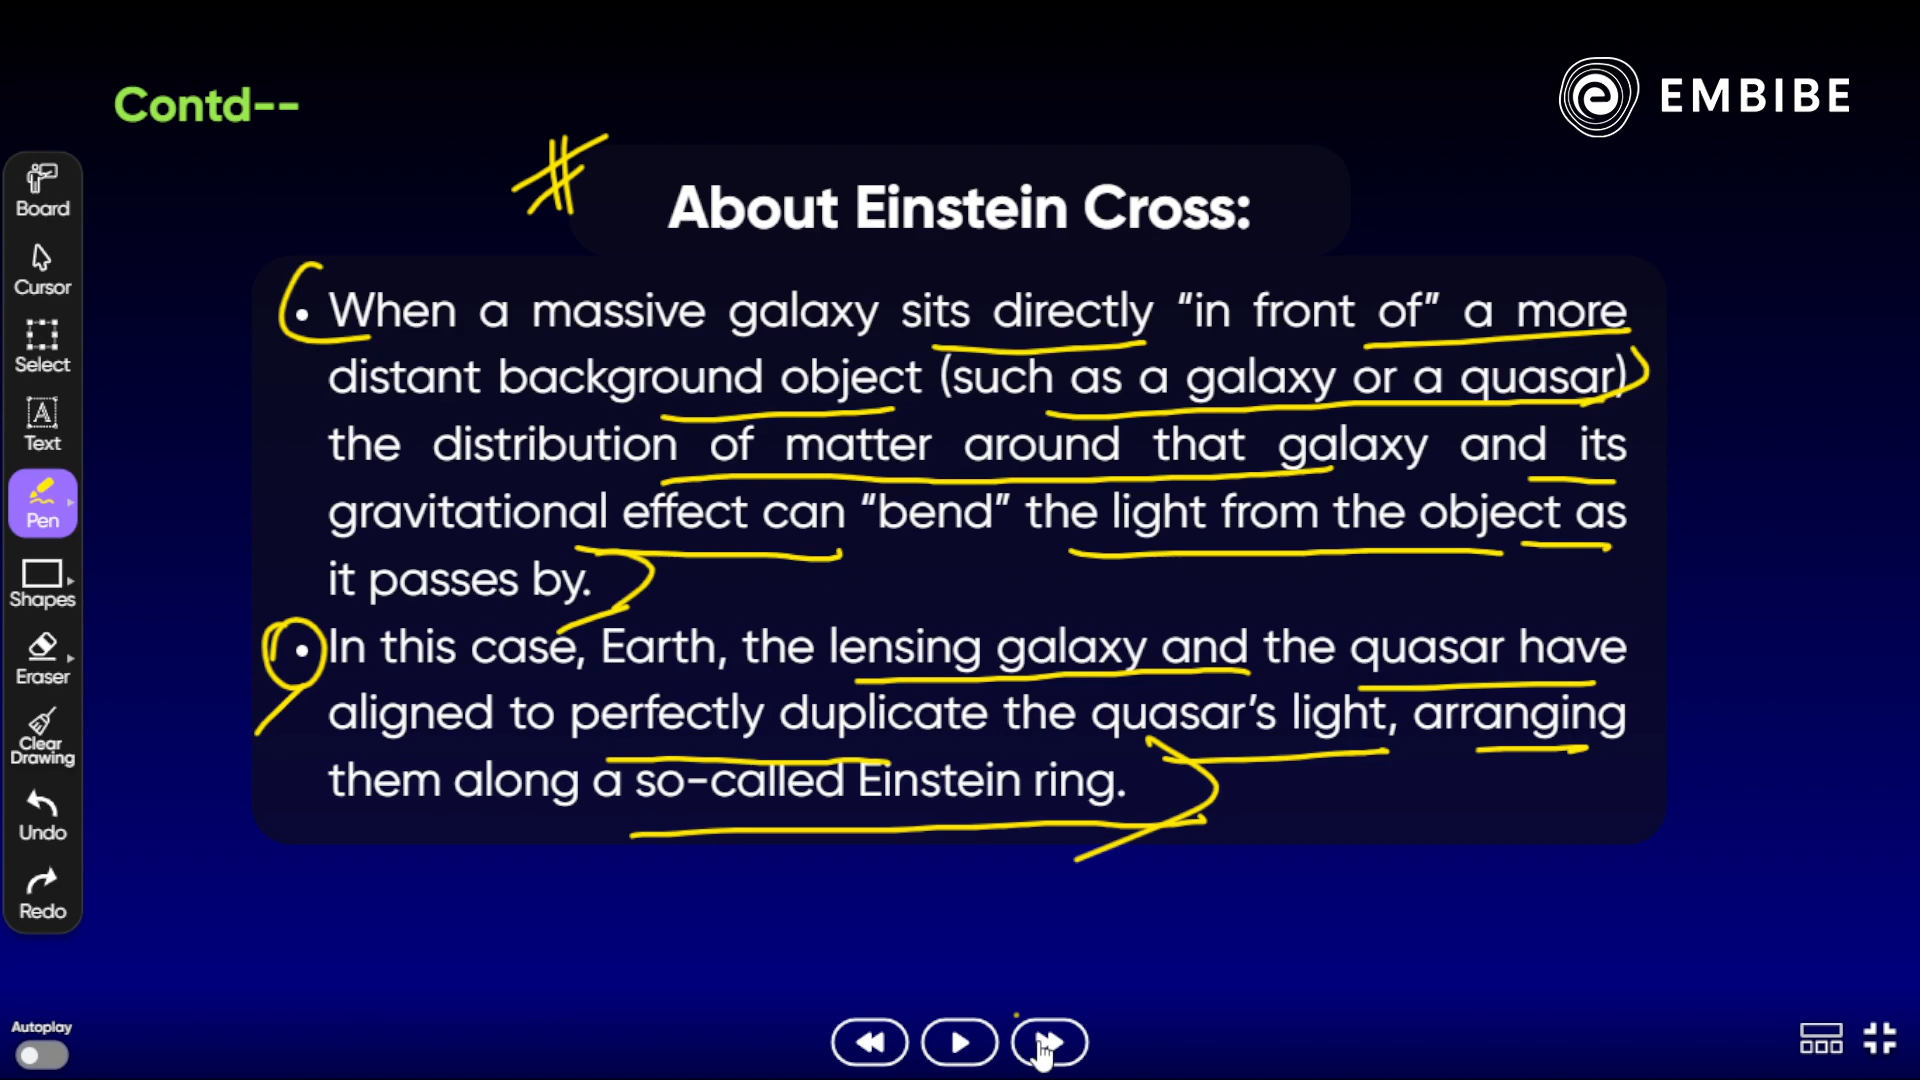 Contd--
EMBIBE
About Einstein Cross:
• When a massive galaxy sits directly “in front of” a more
distant background object (such as a galaxy or a quasar)
the distribution of matter around that galaxy and its
gravitational effect can “bend” the light from the object as
it passes by.
• In this case, Earth, the lensing galaxy and the quasar have
aligned to perfectly duplicate the quasar’s light, arranging
them along a so-called Einstein ring.
Board
Cursor
Select
Text
Pen
Shapes
Eraser
Clear
Drawing
Undo
Redo
Autoplay